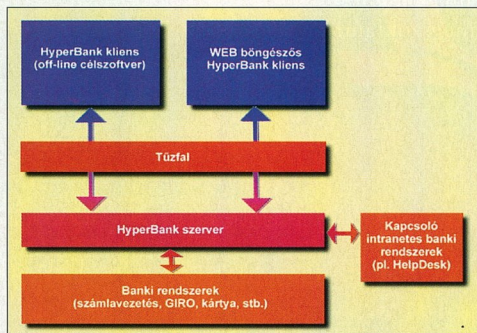 HyperBank kliens
(off-line célszoftver)
WEB böngészős
HyperBank kliens
Tűzfal
HyperBank szerver
Kapcsoló
intranetes banki
rendszerek
(pl. HelpDesk)
Banki rendszerek
(számlavezetés, GIRO, kártya, stb.)